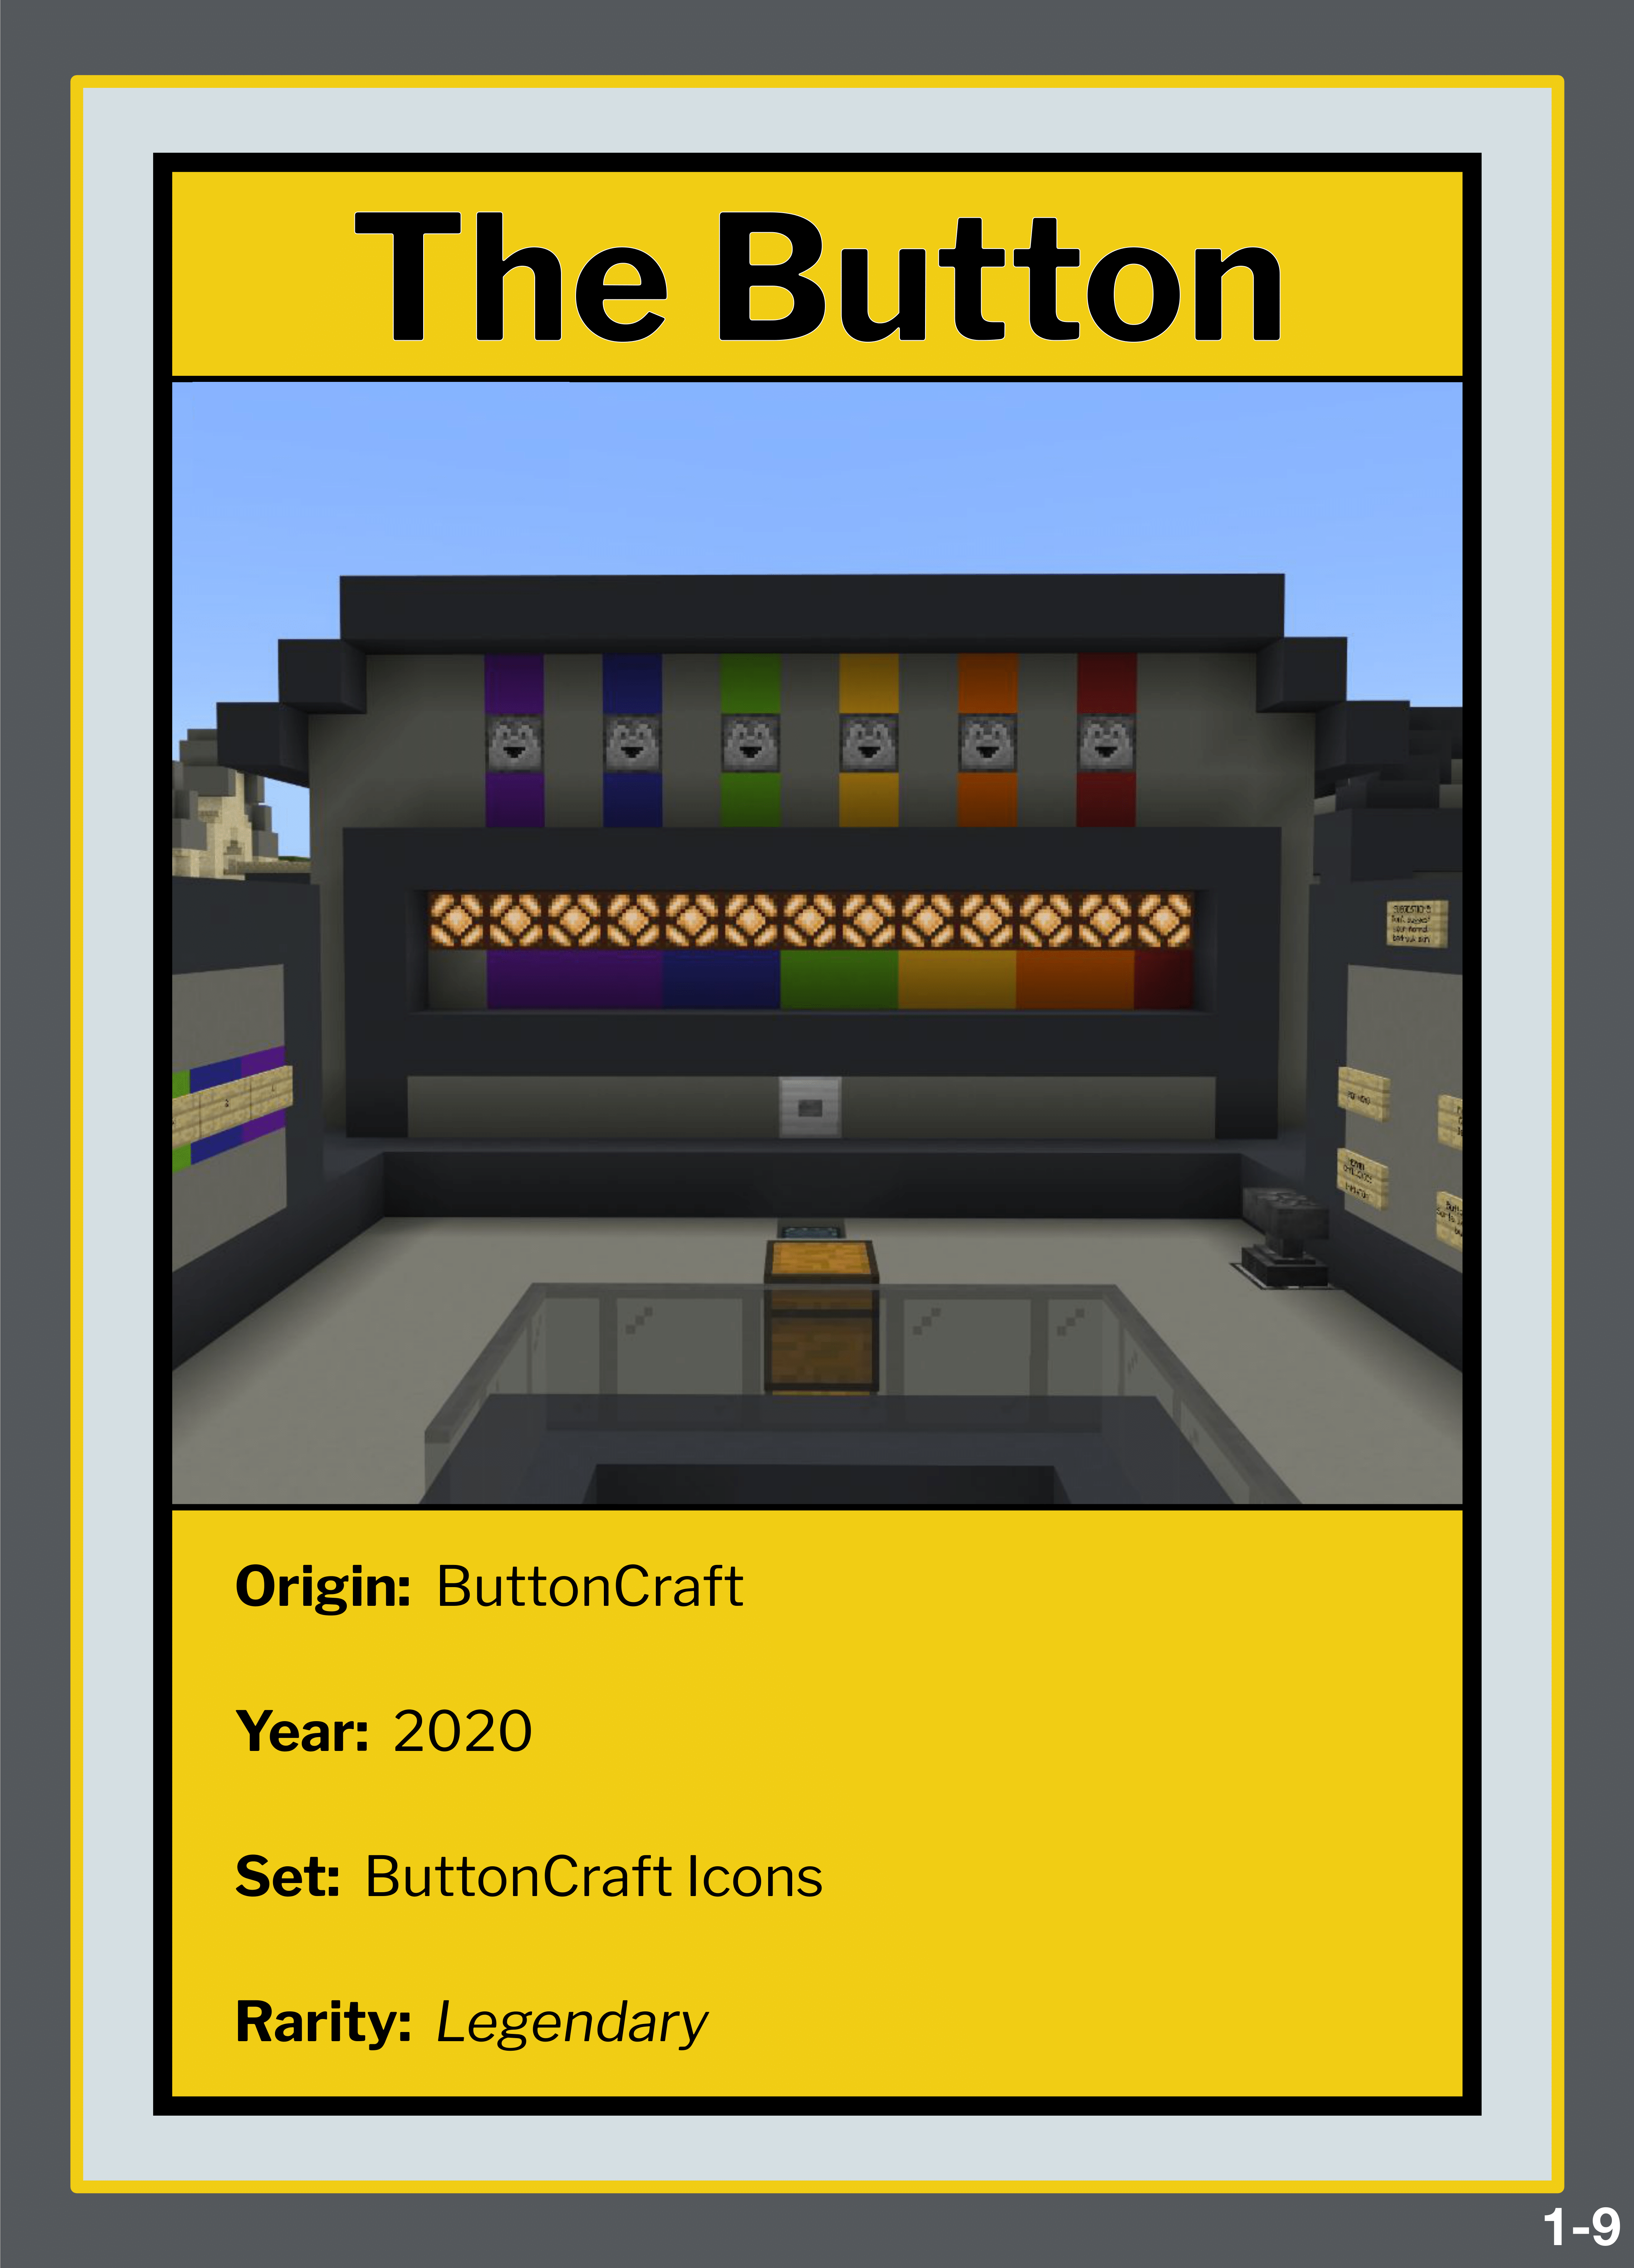 The Button
Origin: ButtonCraft
Year: 2020
Set: ButtonCraft Icons
Rarity: Legendary
1-9